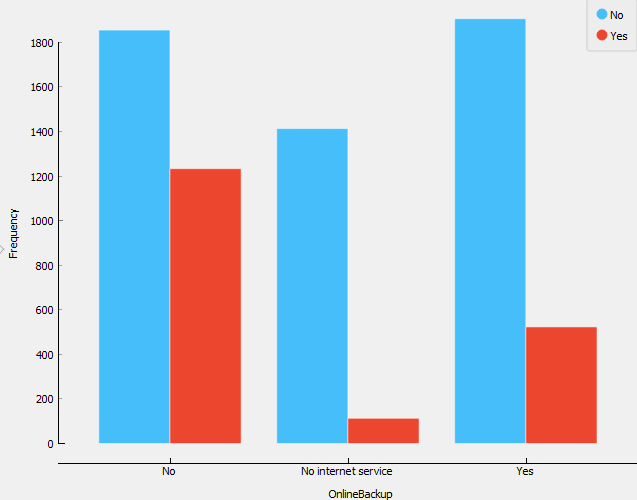 No
Yes
1800
1600
1400
1200
1000
800
600
400
200
0
Frequency
No
No internet service
Yes
OnlineBackup